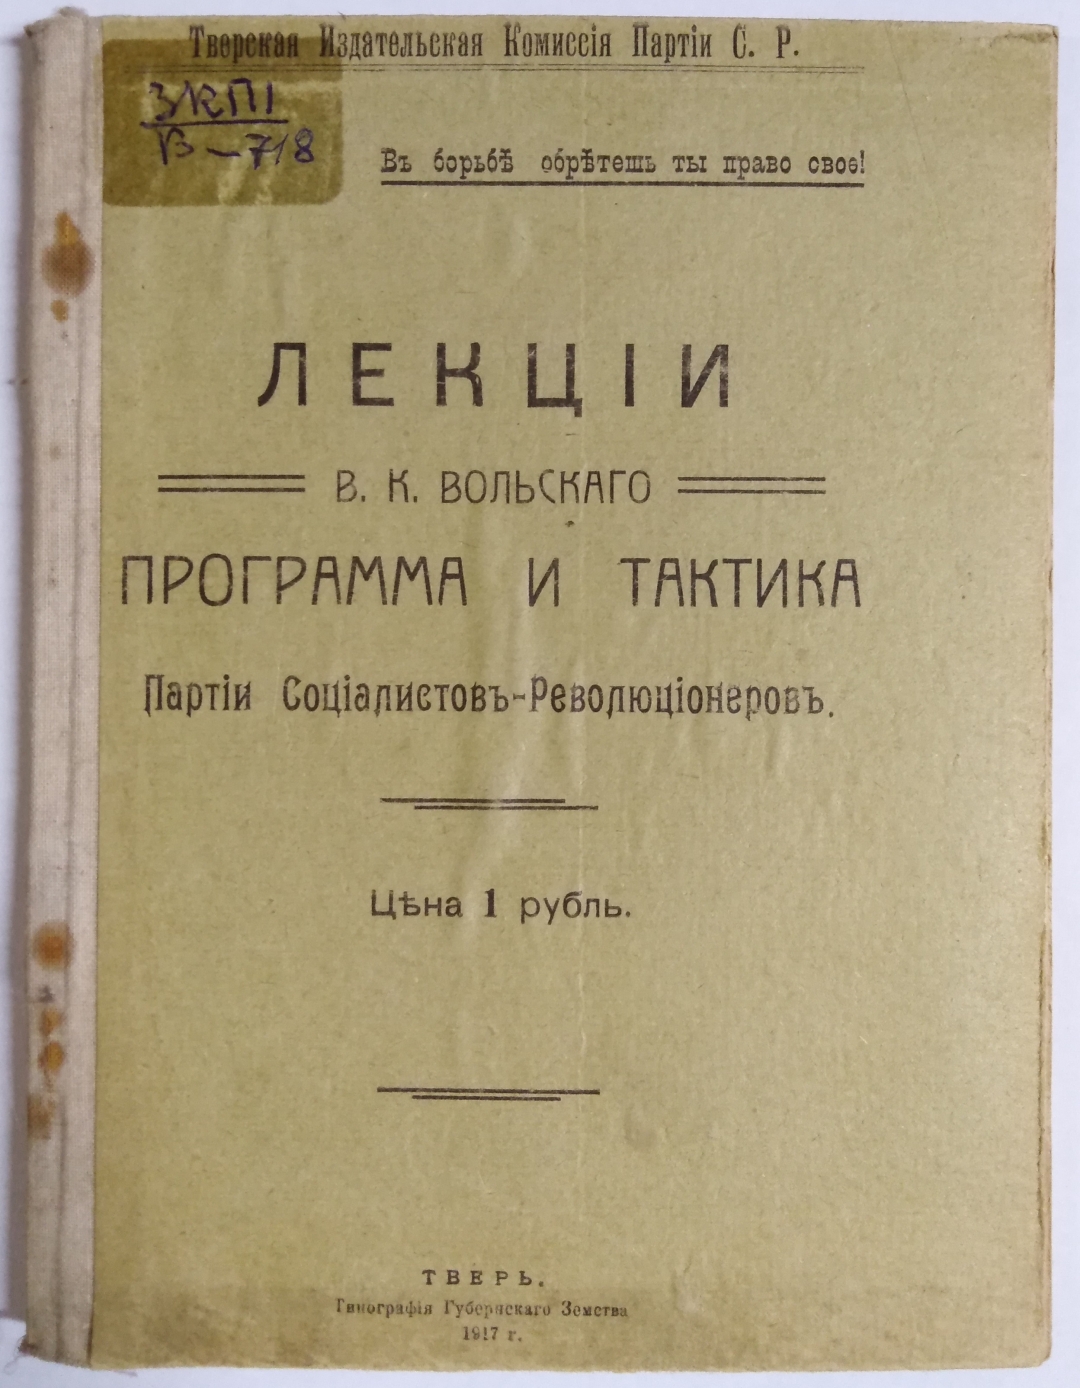 Тверская Издательская Комиссія Партіи С. Р.
ЗКП1
В-718
Въ борьбѣ обрѣтешь ты право свое!
ЛЕКЦІИ
В. К. ВОЛЬСКАГО
ПРОГРАММА И ТАКТИКА
Партіи Соціалистовъ-Революціонеровъ.
Цѣна 1 рубль.
ТВЕРЬ.
Типографія Губернскаго Земства
1917 г.